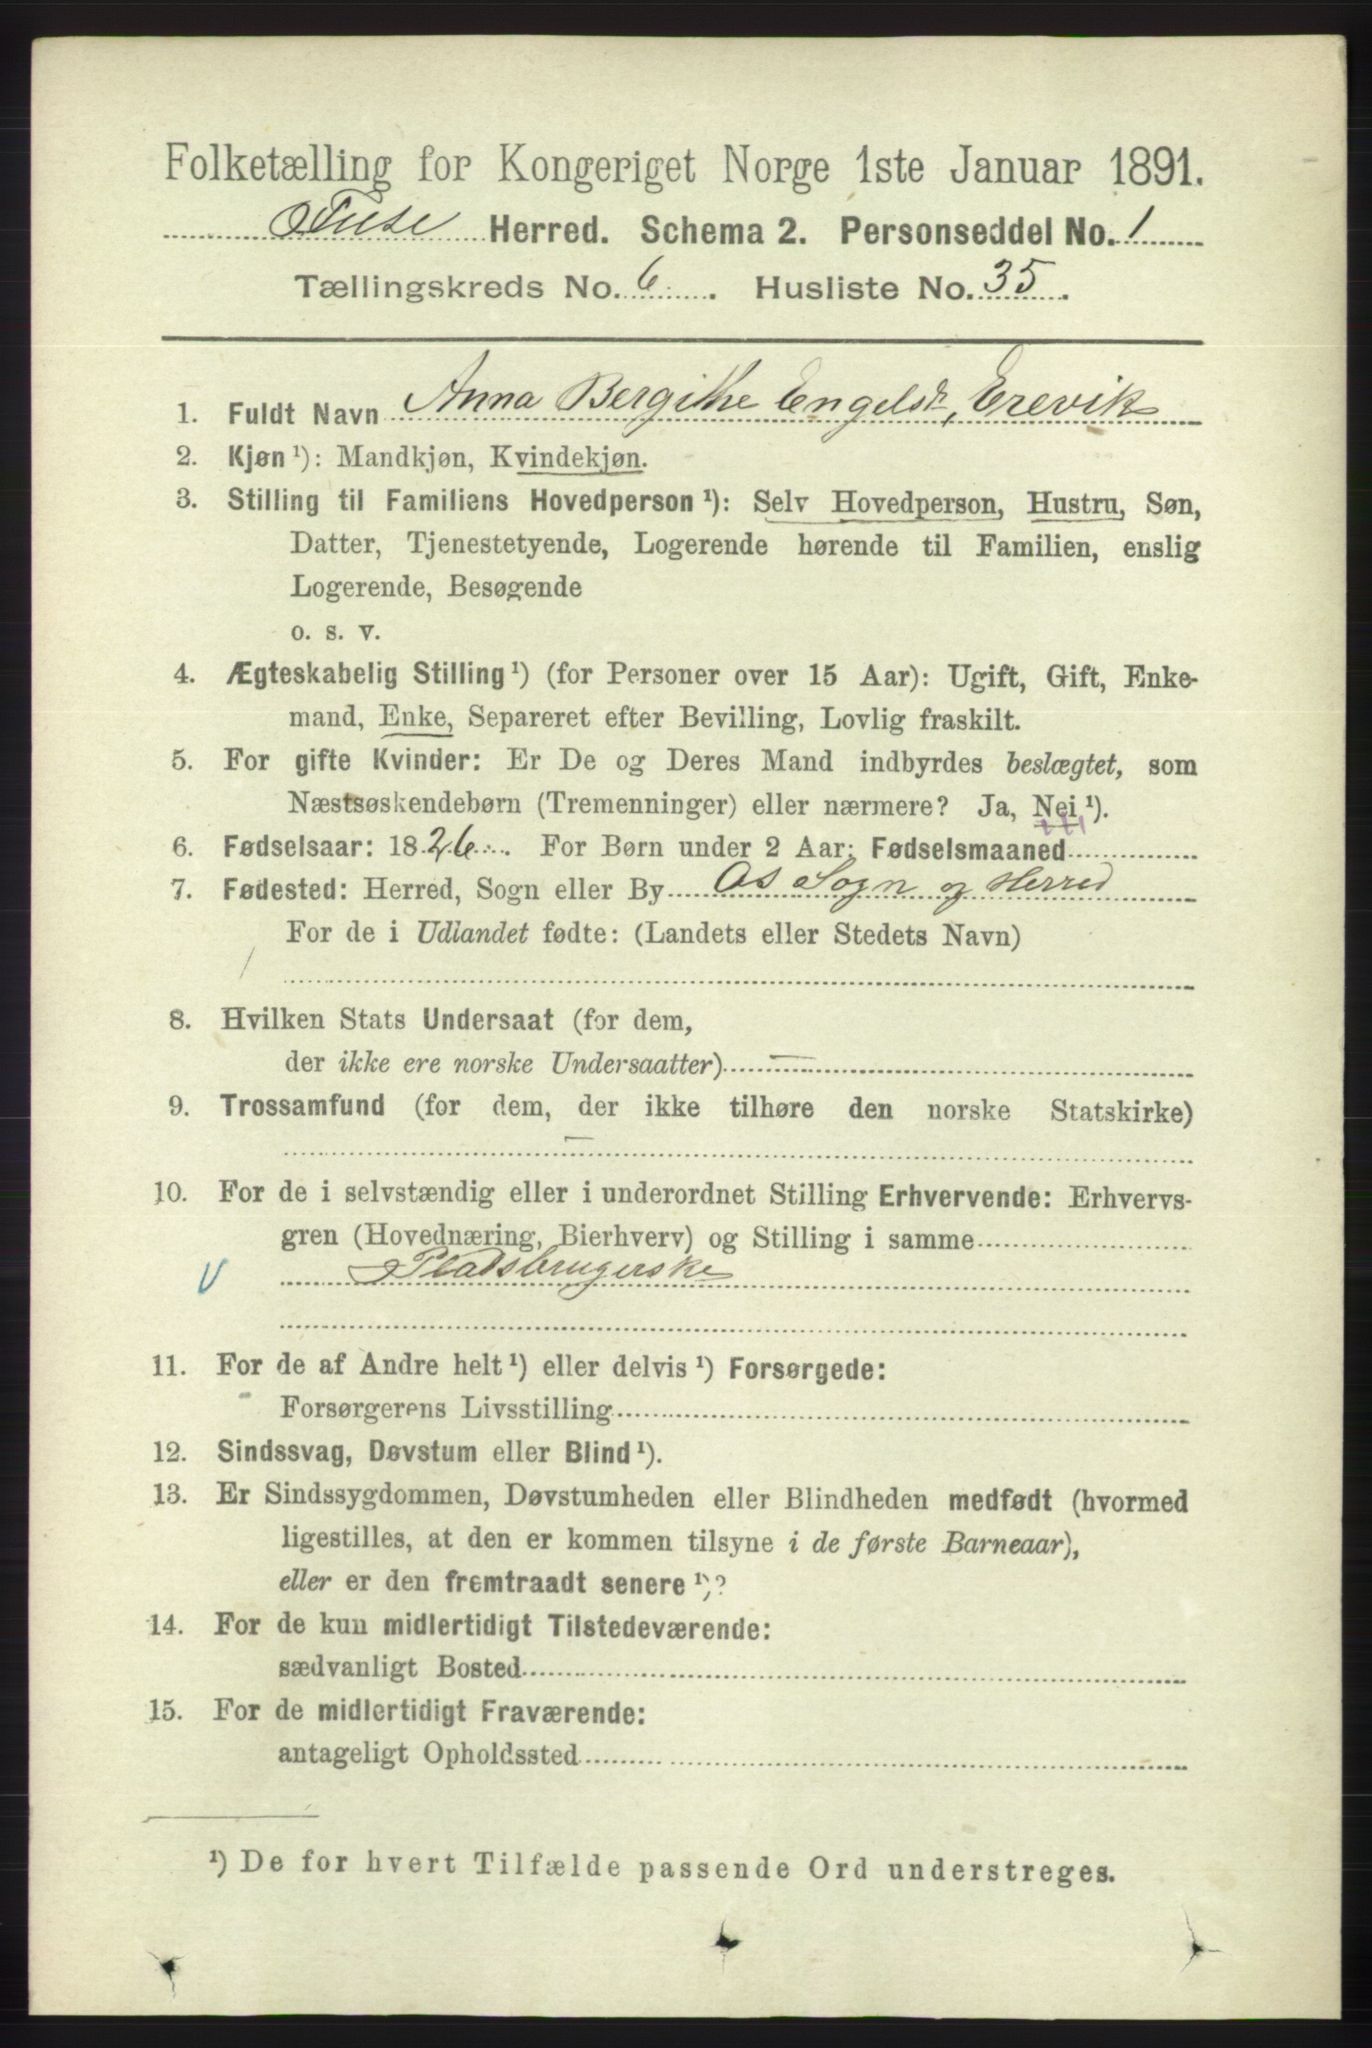 Folketælling for Kongeriget Norge 1ste Januar 1891.
Fuse Herred. Schema 2. Personseddel No. 1
Tællingskreds No. 6. Husliste No. 35.
1. Fuldt Navn Anna Bergithe Engelsdr, Erevik
2. Kjøn ¹): Mandkjøn, Kvindekjøn.
3. Stilling til Familiens Hovedperson ¹): Selv Hovedperson, Hustru, Søn,
Datter, Tjenestetyende, Logerende hørende til Familien, enslig
Logerende, Besøgende
o. s. v.
4. Ægteskabelig Stilling ¹) (for Personer over 15 Aar): Ugift, Gift, Enke-
mand, Enke, Separeret efter Bevilling, Lovlig fraskilt.
5. For gifte Kvinder: Er De og Deres Mand indbyrdes beslægtet, som
Næstsøskendebørn (Tremenninger) eller nærmere? Ja, Nei ¹).
6. Fødselsaar: 1826. For Børn under 2 Aar: Fødselsmaaned
7. Fødested: Herred, Sogn eller By Os Sogn og Herred
For de i Udlandet fødte: (Landets eller Stedets Navn)
8. Hvilken Stats Undersaat (for dem,
der ikke ere norske Undersaatter) —
9. Trossamfund (for dem, der ikke tilhøre den norske Statskirke)
—
10. For de i selvstændig eller i underordnet Stilling Erhvervende: Erhvervs-
gren (Hovednæring, Bierhverv) og Stilling i samme
Pladsbrugerske
11. For de af Andre helt ¹) eller delvis ¹) Forsørgede:
Forsørgerens Livsstilling
12. Sindssvag, Døvstum eller Blind ¹).
13. Er Sindssygdommen, Døvstumheden eller Blindheden medfødt (hvormed
ligestilles, at den er kommen tilsyne i de første Barneaar),
eller er den fremtraadt senere ¹)?
14. For de kun midlertidigt Tilstedeværende:
sædvanligt Bosted
15. For de midlertidigt Fraværende:
antageligt Opholdssted
¹) De for hvert Tilfælde passende Ord understreges.